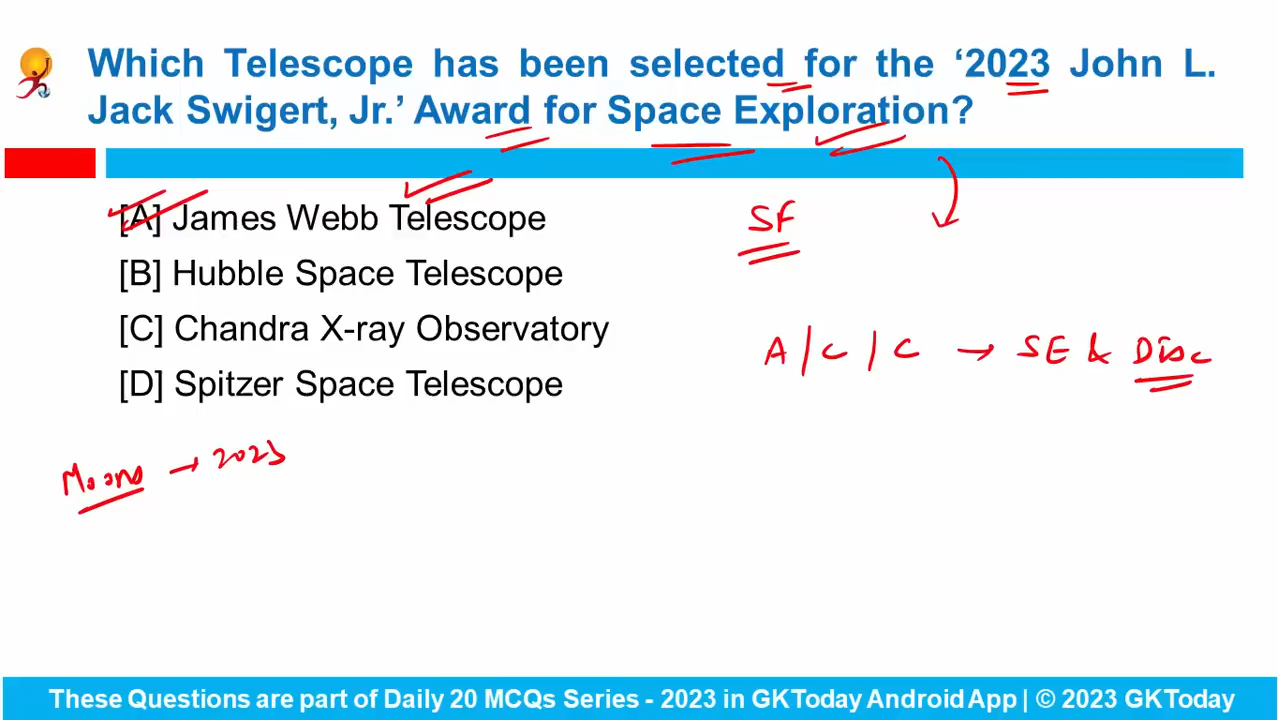 Which Telescope has been selected for the ‘2023 John L.
Jack Swigert, Jr.’ Award for Space Exploration?
[A] James Webb Telescope
SF
[B] Hubble Space Telescope
[C] Chandra X-ray Observatory
A/C/C → SE & Disc
[D] Spitzer Space Telescope
→ 2023
These Questions are part of Daily 20 MCQs Series - 2023 in GKToday Android App | © 2023 GKToday